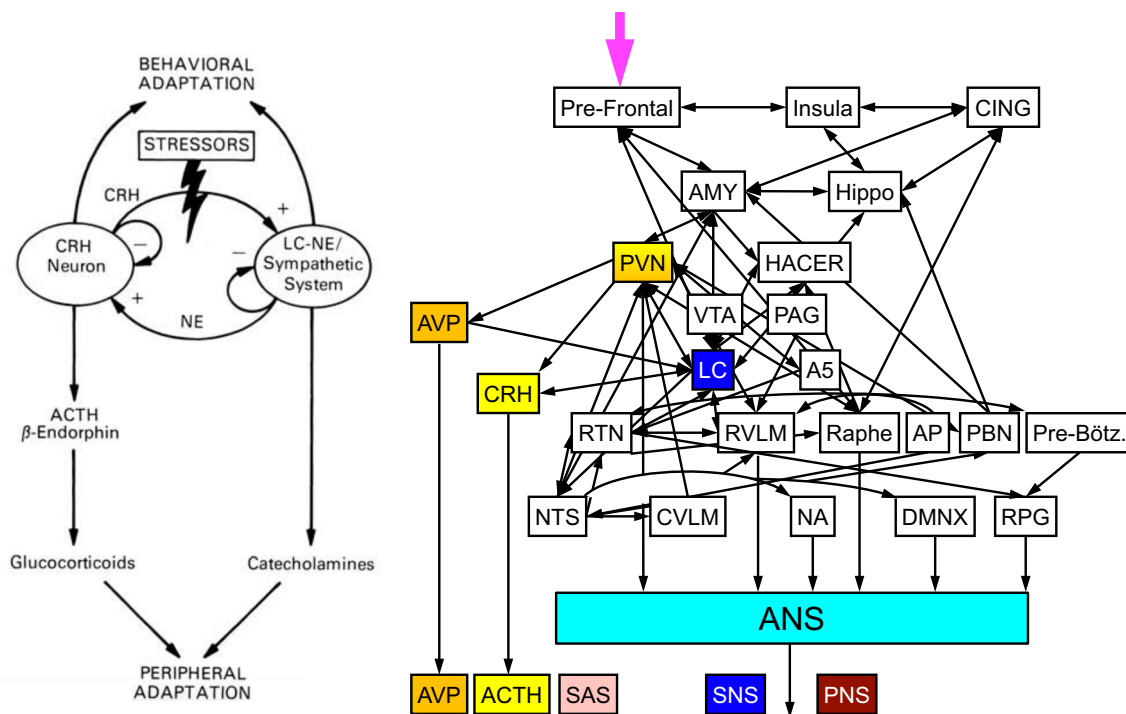 BEHAVIORAL
ADAPTATION
STRESSORS
CRH
+
CRH
Neuron
−
−
LC-NE/
Sympathetic
System
+
NE
ACTH
β-Endorphin
Glucocorticoids
Catecholamines
PERIPHERAL
ADAPTATION
Pre-Frontal
Insula
CING
AMY
Hippo
PVN
HACER
AVP
VTA
PAG
CRH
LC
A5
RTN
RVLM
Raphe
AP
PBN
Pre-Bötz.
NTS
CVLM
NA
DMNX
RPG
ANS
AVP
ACTH
SAS
SNS
PNS